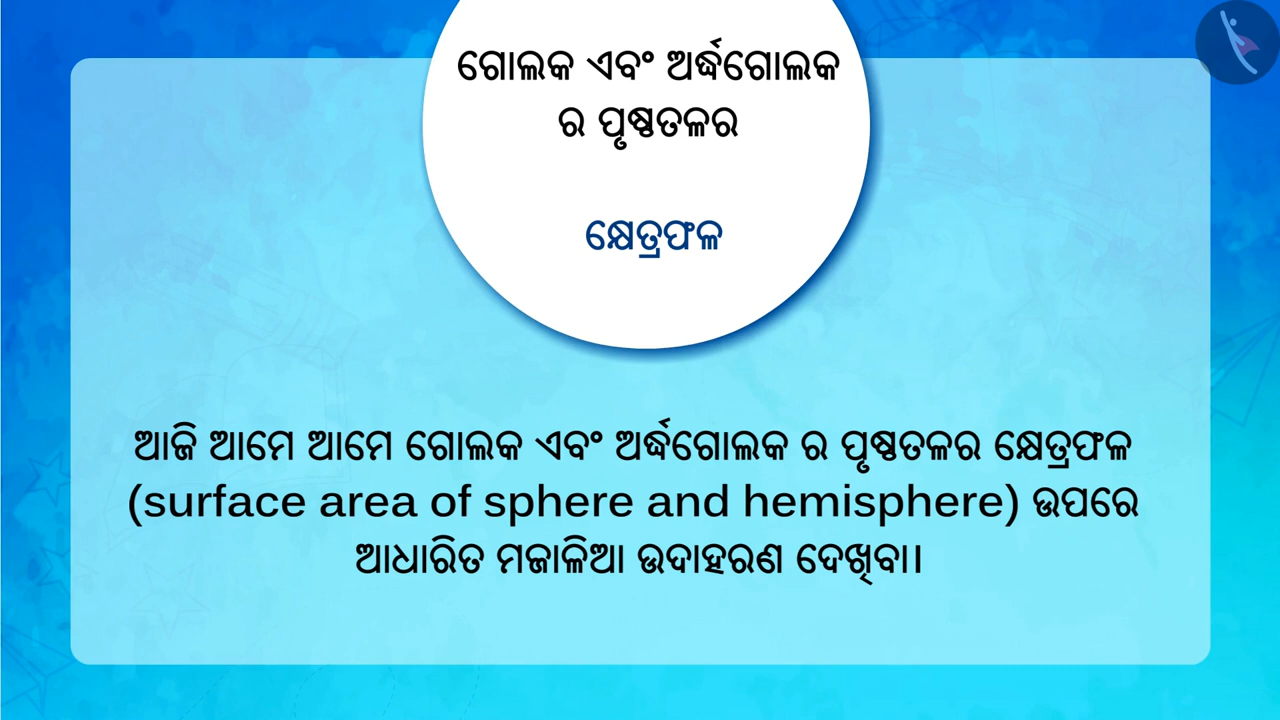 ଗୋଲକ ଏବଂ ଅର୍ଦ୍ଧଗୋଲକ
ର ପୃଷ୍ଠତଳର
କ୍ଷେତ୍ରଫଳ
ଆଜି ଆମେ ଆମେ ଗୋଲକ ଏବଂ ଅର୍ଦ୍ଧଗୋଲକ ର ପୃଷ୍ଠତଳର କ୍ଷେତ୍ରଫଳ
(surface area of sphere and hemisphere) ଉପରେ
ଆଧାରିତ ମଜାଳିଆ ଉଦାହରଣ ଦେଖିବା।